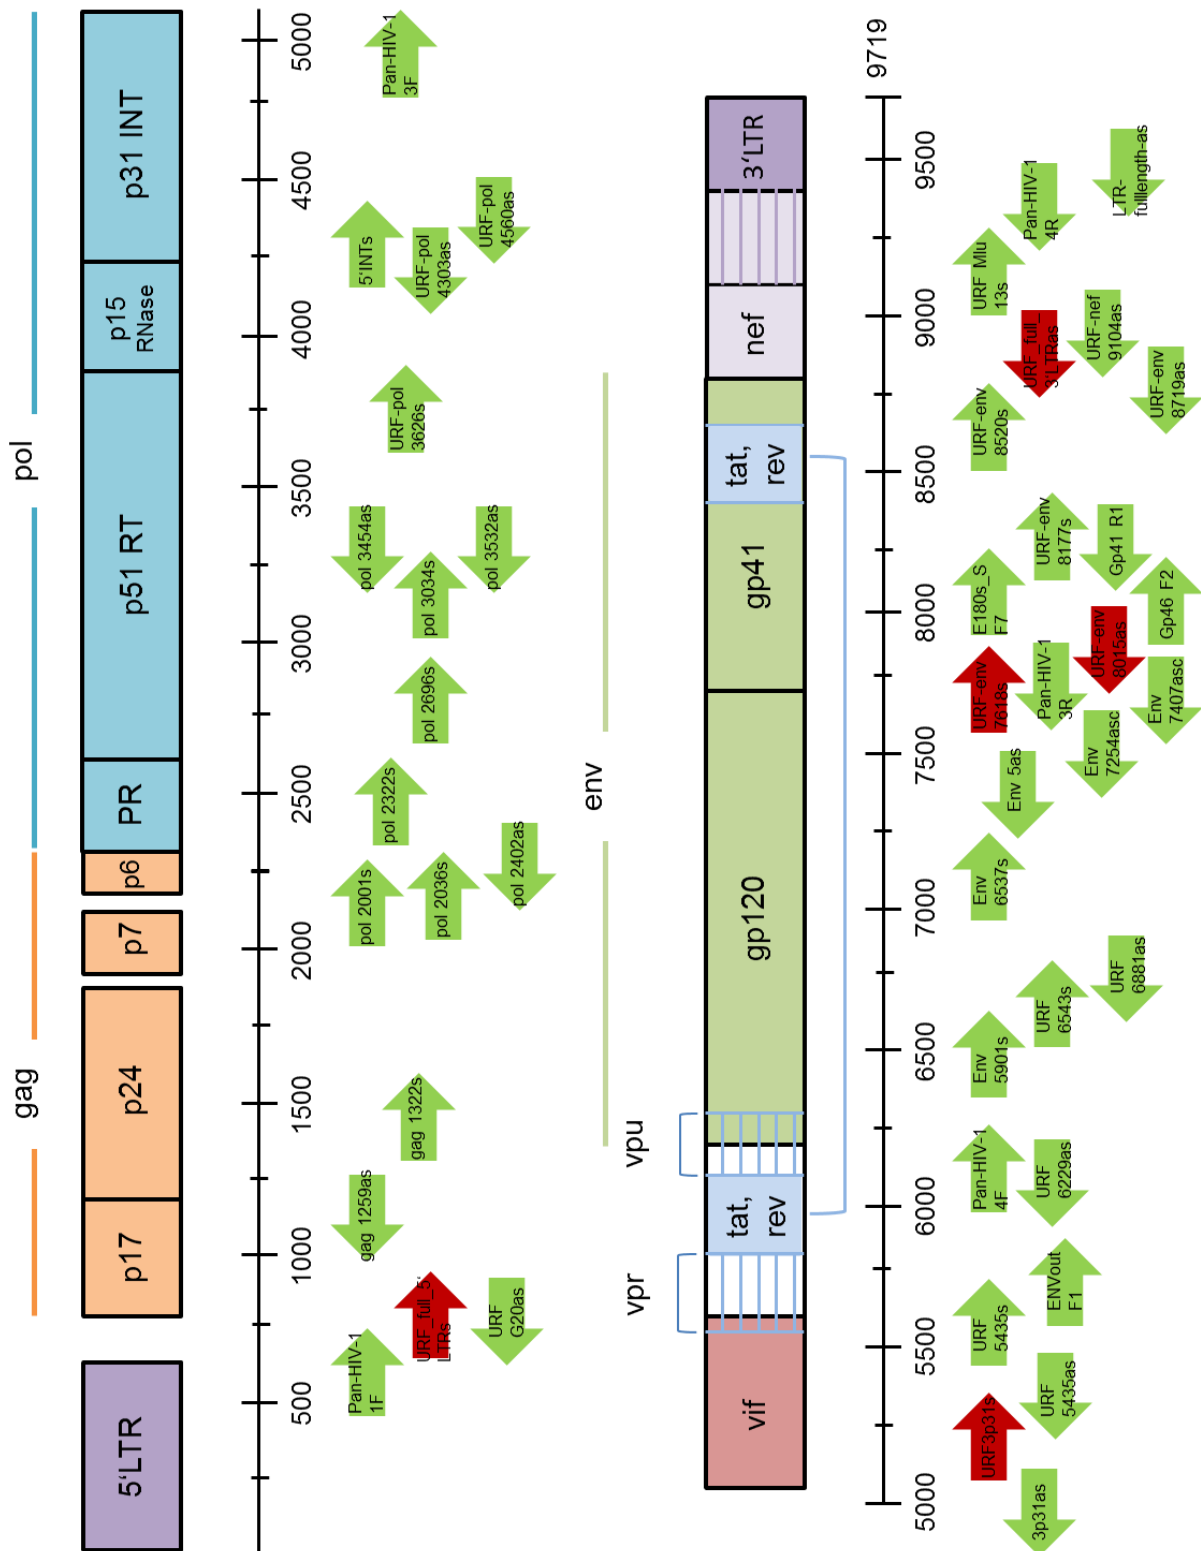 gag
pol
5‘LTR
p17
p24
p7
p6
PR
p51 RT
p15
RNase
p31 INT
500
1000
1500
2000
2500
3000
3500
4000
4500
5000
Pan-HIV-1
1F
gag 1259as
URF_full_5‘
LTRs
URF
G20as
gag 1322s
pol 2001s
pol 2036s
pol 2322s
pol 2402as
pol 2696s
pol 3454as
pol 3034s
pol 3532as
URF-pol
3626s
5‘INTs
URF-pol
4303as
URF-pol
4560as
Pan-HIV-1
3F
env
vpr
vpu
vif
tat,
rev
gp120
gp41
tat,
rev
nef
3‘LTR
5000
5500
6000
6500
7000
7500
8000
8500
9000
9500
9719
3p31as
URF3p31s
URF
5435as
URF
5435s
ENVout
F1
Pan-HIV-1
4F
URF
6229as
Env
5901s
URF
6543s
URF
6881as
Env
6537s
Env 5as
Env
7254asc
URF-env
7618s
Pan-HIV-1
3R
URF-env
8015as
Env
7407asc
E180s_S
F7
URF-env
8177s
Gp41 R1
Gp46 F2
URF-env
8520s
URF_full_
3‘LTRas
URF-nef
9104as
URF-env
8719as
URF Mlu
13s
Pan-HIV-1
4R
LTR-
fulllength-as